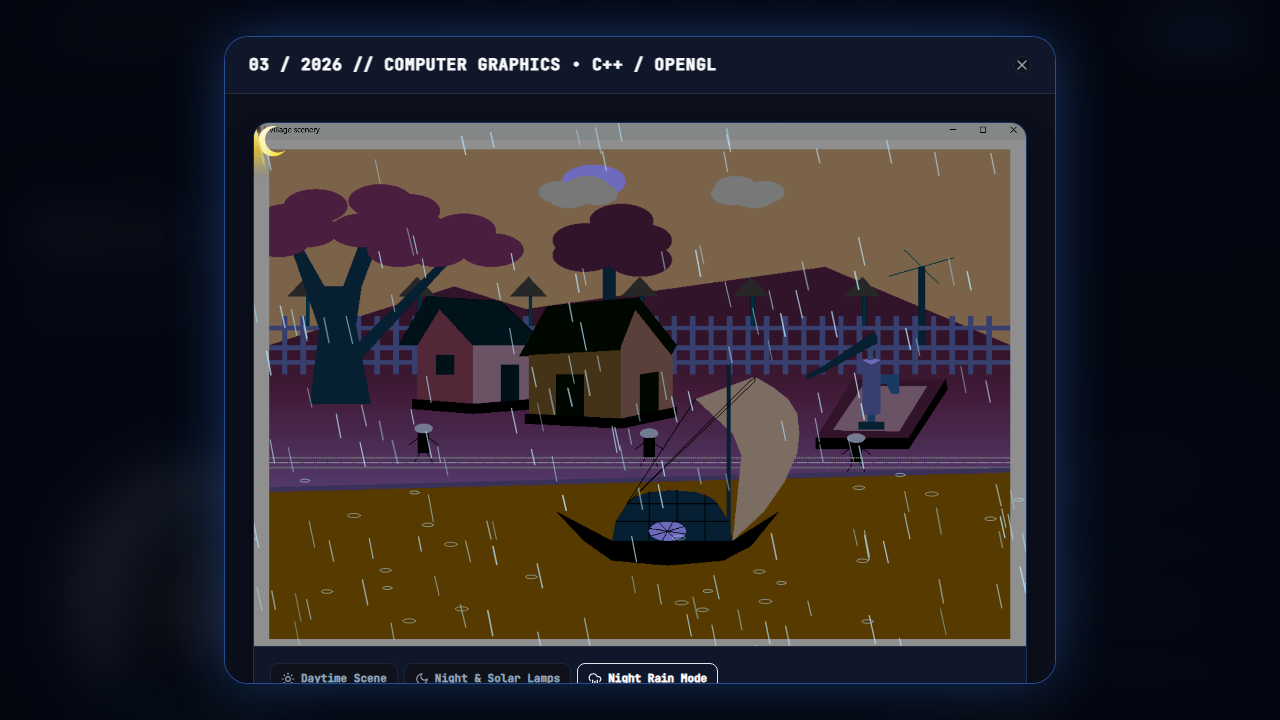 03 / 2026 // COMPUTER GRAPHICS • C++ / OPENGL
village scenery
Daytime Scene
Night & Solar Lamps
Night Rain Mode